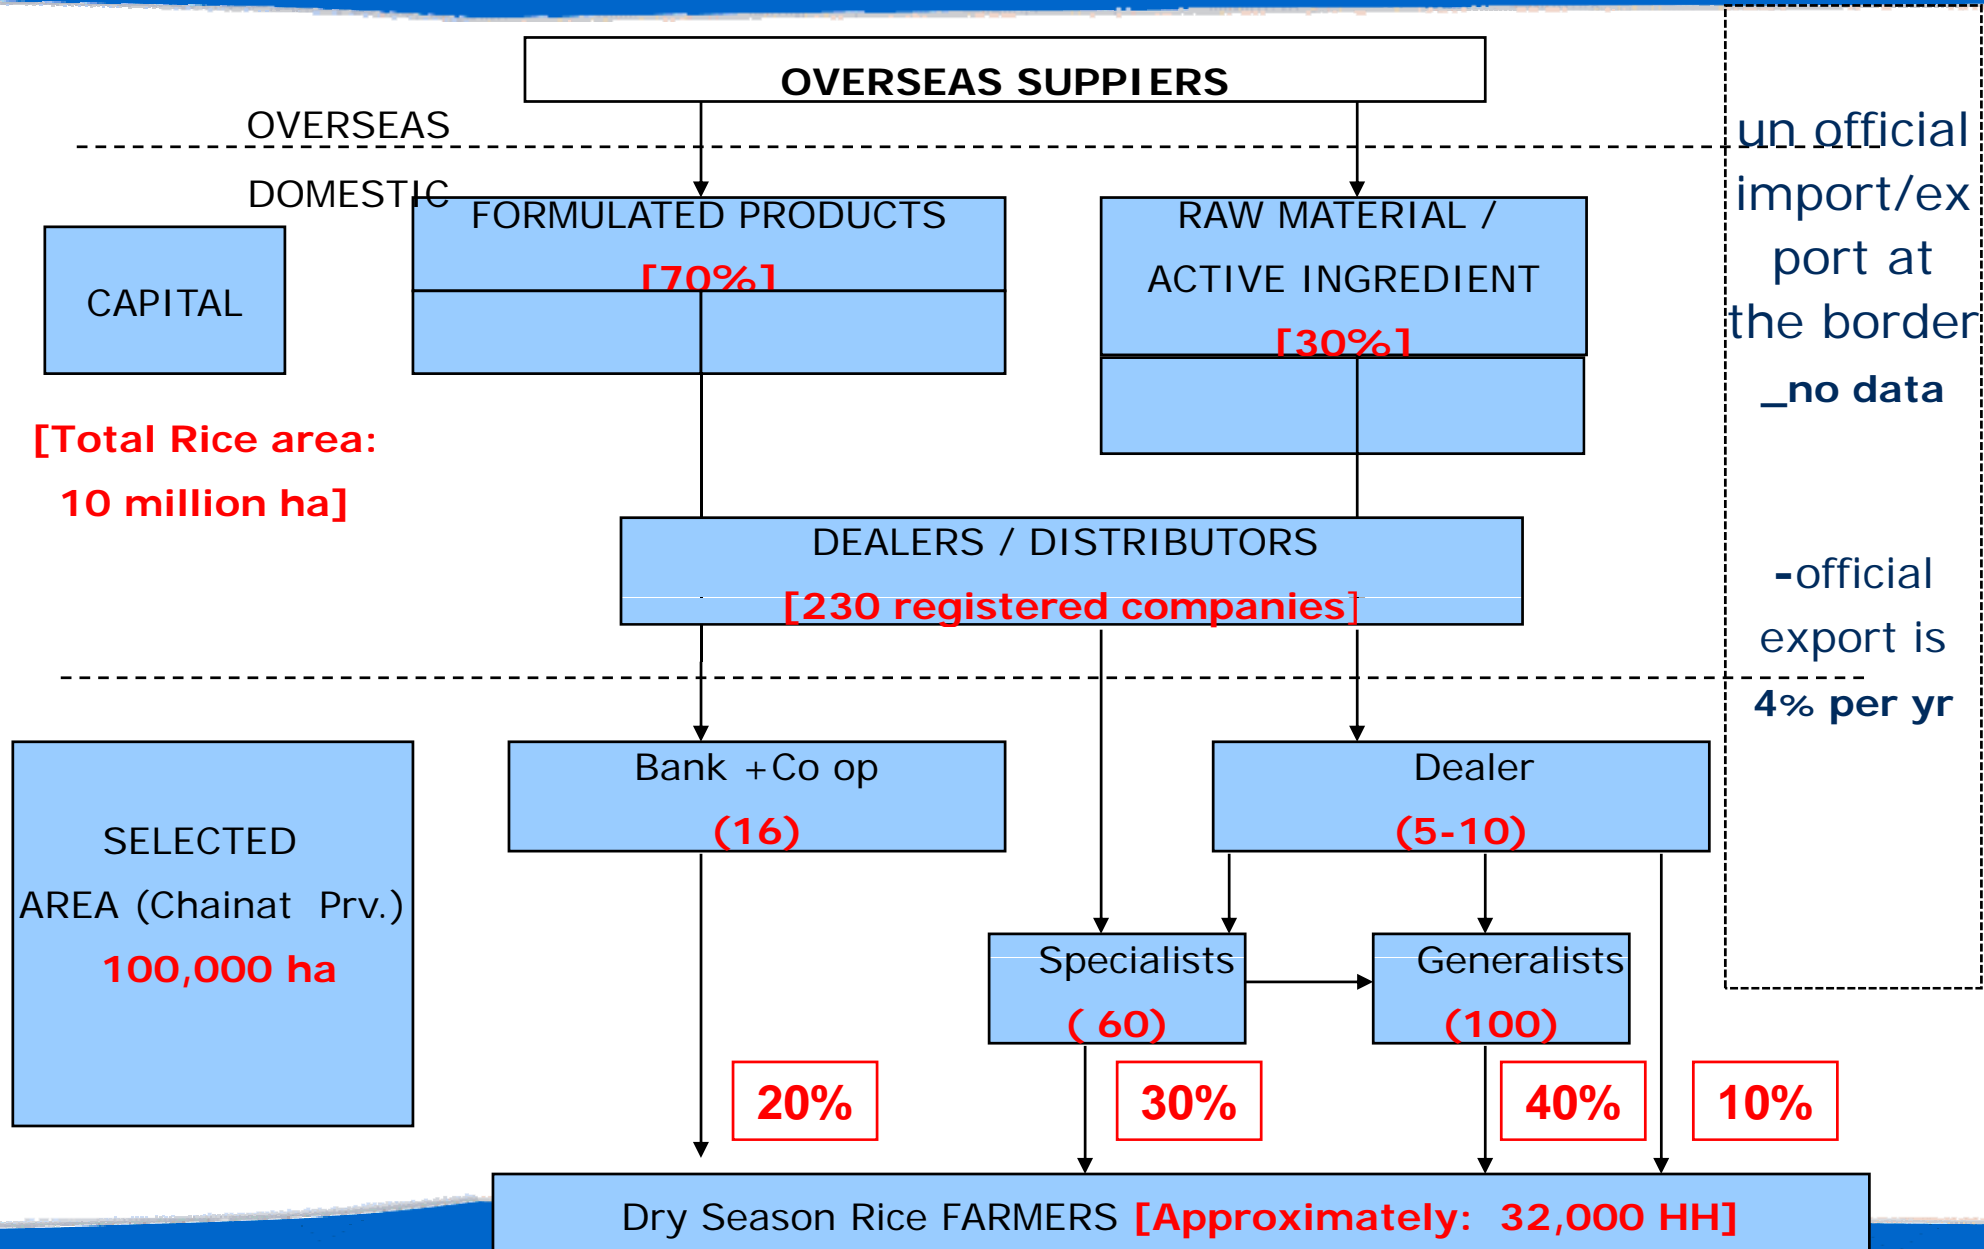 OVERSEAS SUPPIERS
OVERSEAS
DOMESTIC
FORMULATED PRODUCTS
[70%]
RAW MATERIAL /
ACTIVE INGREDIENT
[30%]
CAPITAL
[Total Rice area:
10 million ha]
DEALERS / DISTRIBUTORS
[230 registered companies]
un official
import/ex
port at
the border
_no data
-official
export is
4% per yr
SELECTED
AREA (Chainat Prv.)
100,000 ha
Bank +Co op
(16)
Dealer
(5-10)
Specialists
( 60)
Generalists
(100)
20%
30%
40%
10%
Dry Season Rice FARMERS [Approximately: 32,000 HH]